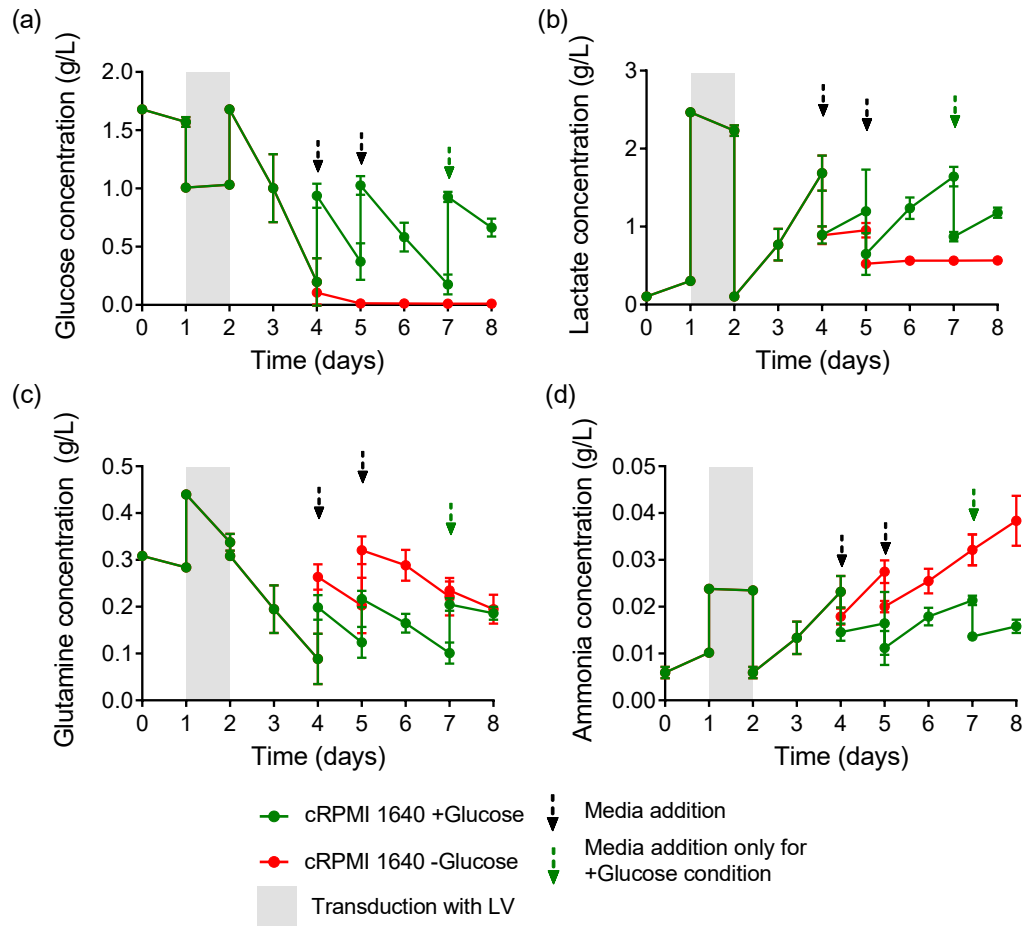 (a)
Glucose concentration (g/L)
2.0
1.5
1.0
0.5
0.0
0 1 2 3 4 5 6 7 8
Time (days)
(b)
Lactate concentration (g/L)
3
2
1
0
0 1 2 3 4 5 6 7 8
Time (days)
(c)
Glutamine concentration (g/L)
0.5
0.4
0.3
0.2
0.1
0.0
0 1 2 3 4 5 6 7 8
Time (days)
(d)
Ammonia concentration (g/L)
0.05
0.04
0.03
0.02
0.01
0.00
0 1 2 3 4 5 6 7 8
Time (days)
cRPMI 1640 +Glucose
cRPMI 1640 -Glucose
Transduction with LV
Media addition
Media addition only for
+Glucose condition